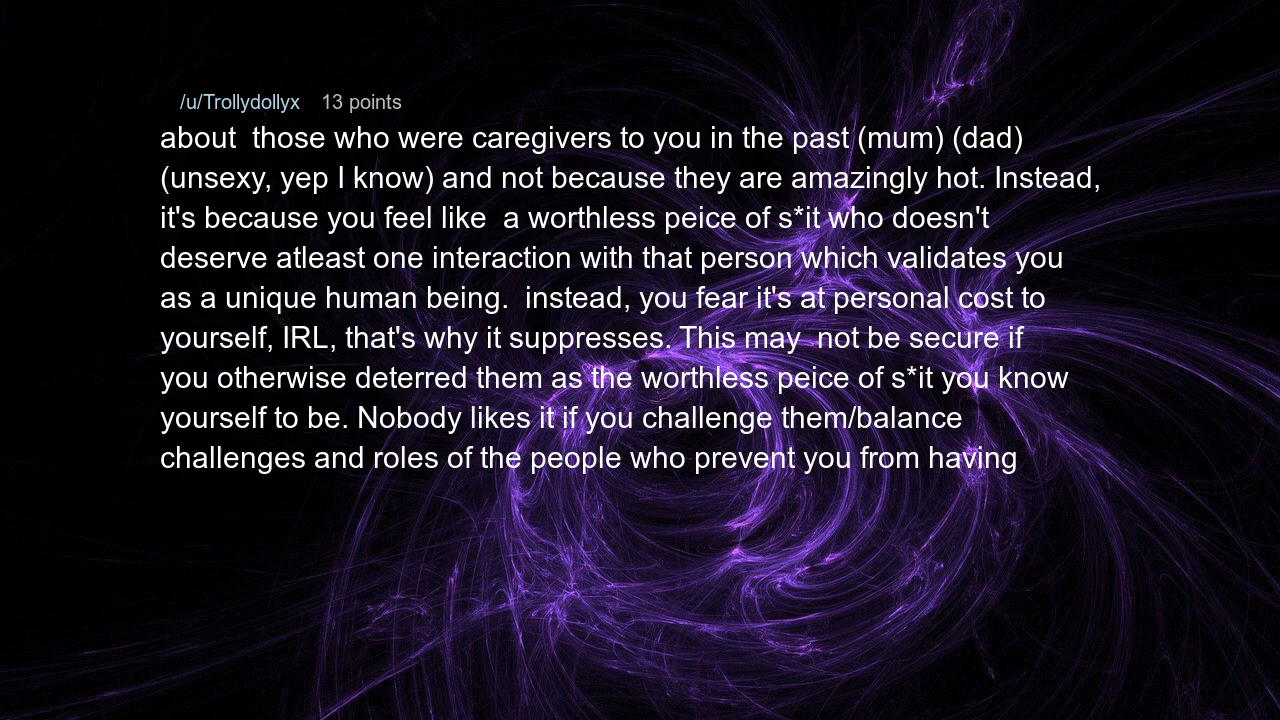 /u/Trollydollyx 13 points
about  those who were caregivers to you in the past (mum) (dad)
(unsexy, yep I know) and not because they are amazingly hot. Instead,
it's because you feel like  a worthless peice of s*it who doesn't
deserve atleast one interaction with that person which validates you
as a unique human being.  instead, you fear it's at personal cost to
yourself, IRL, that's why it suppresses. This may  not be secure if
you otherwise deterred them as the worthless peice of s*it you know
yourself to be. Nobody likes it if you challenge them/balance
challenges and roles of the people who prevent you from having